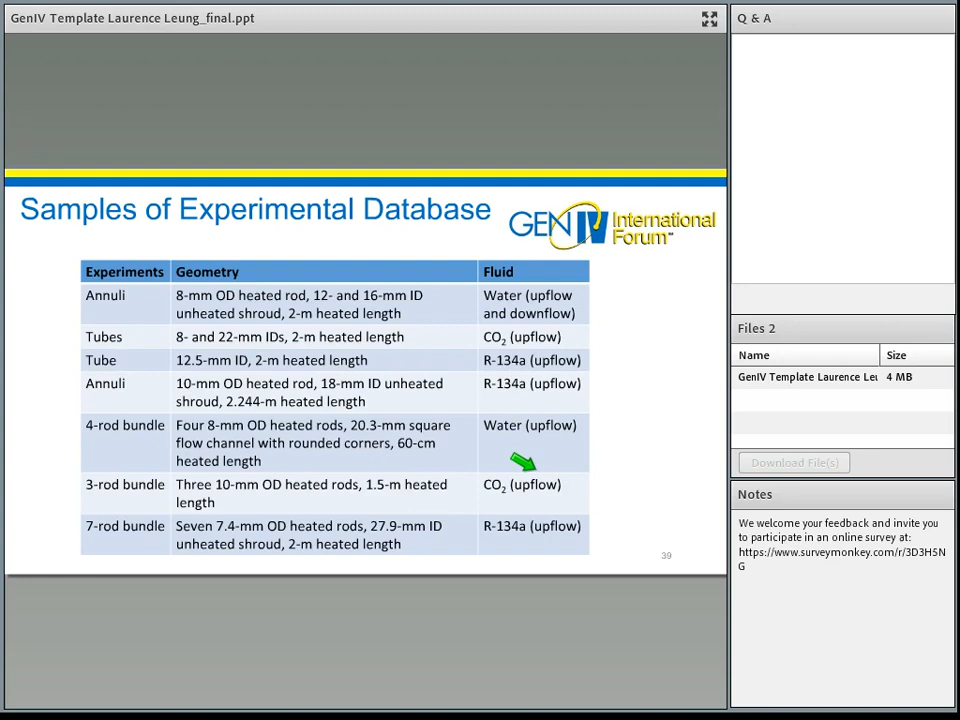 GenIV Template Laurence Leung_final.ppt
Samples of Experimental Database
GENIV International
Forum™
Experiments Geometry Fluid
Annuli 8-mm OD heated rod, 12- and 16-mm ID Water (upflow
unheated shroud, 2-m heated length and downflow)
Tubes 8- and 22-mm IDs, 2-m heated length CO₂ (upflow)
Tube 12.5-mm ID, 2-m heated length R-134a (upflow)
Annuli 10-mm OD heated rod, 18-mm ID unheated R-134a (upflow)
shroud, 2.244-m heated length
4-rod bundle Four 8-mm OD heated rods, 20.3-mm square Water (upflow)
flow channel with rounded corners, 60-cm
heated length
3-rod bundle Three 10-mm OD heated rods, 1.5-m heated CO₂ (upflow)
length
7-rod bundle Seven 7.4-mm OD heated rods, 27.9-mm ID R-134a (upflow)
unheated shroud, 2-m heated length
39
Q & A
Files 2
Name Size
GenIV Template Laurence Leu 4 MB
Download File(s)
Notes
We welcome your feedback and invite you
to participate in an online survey at:
https://www.surveymonkey.com/r/3D3H5N
G